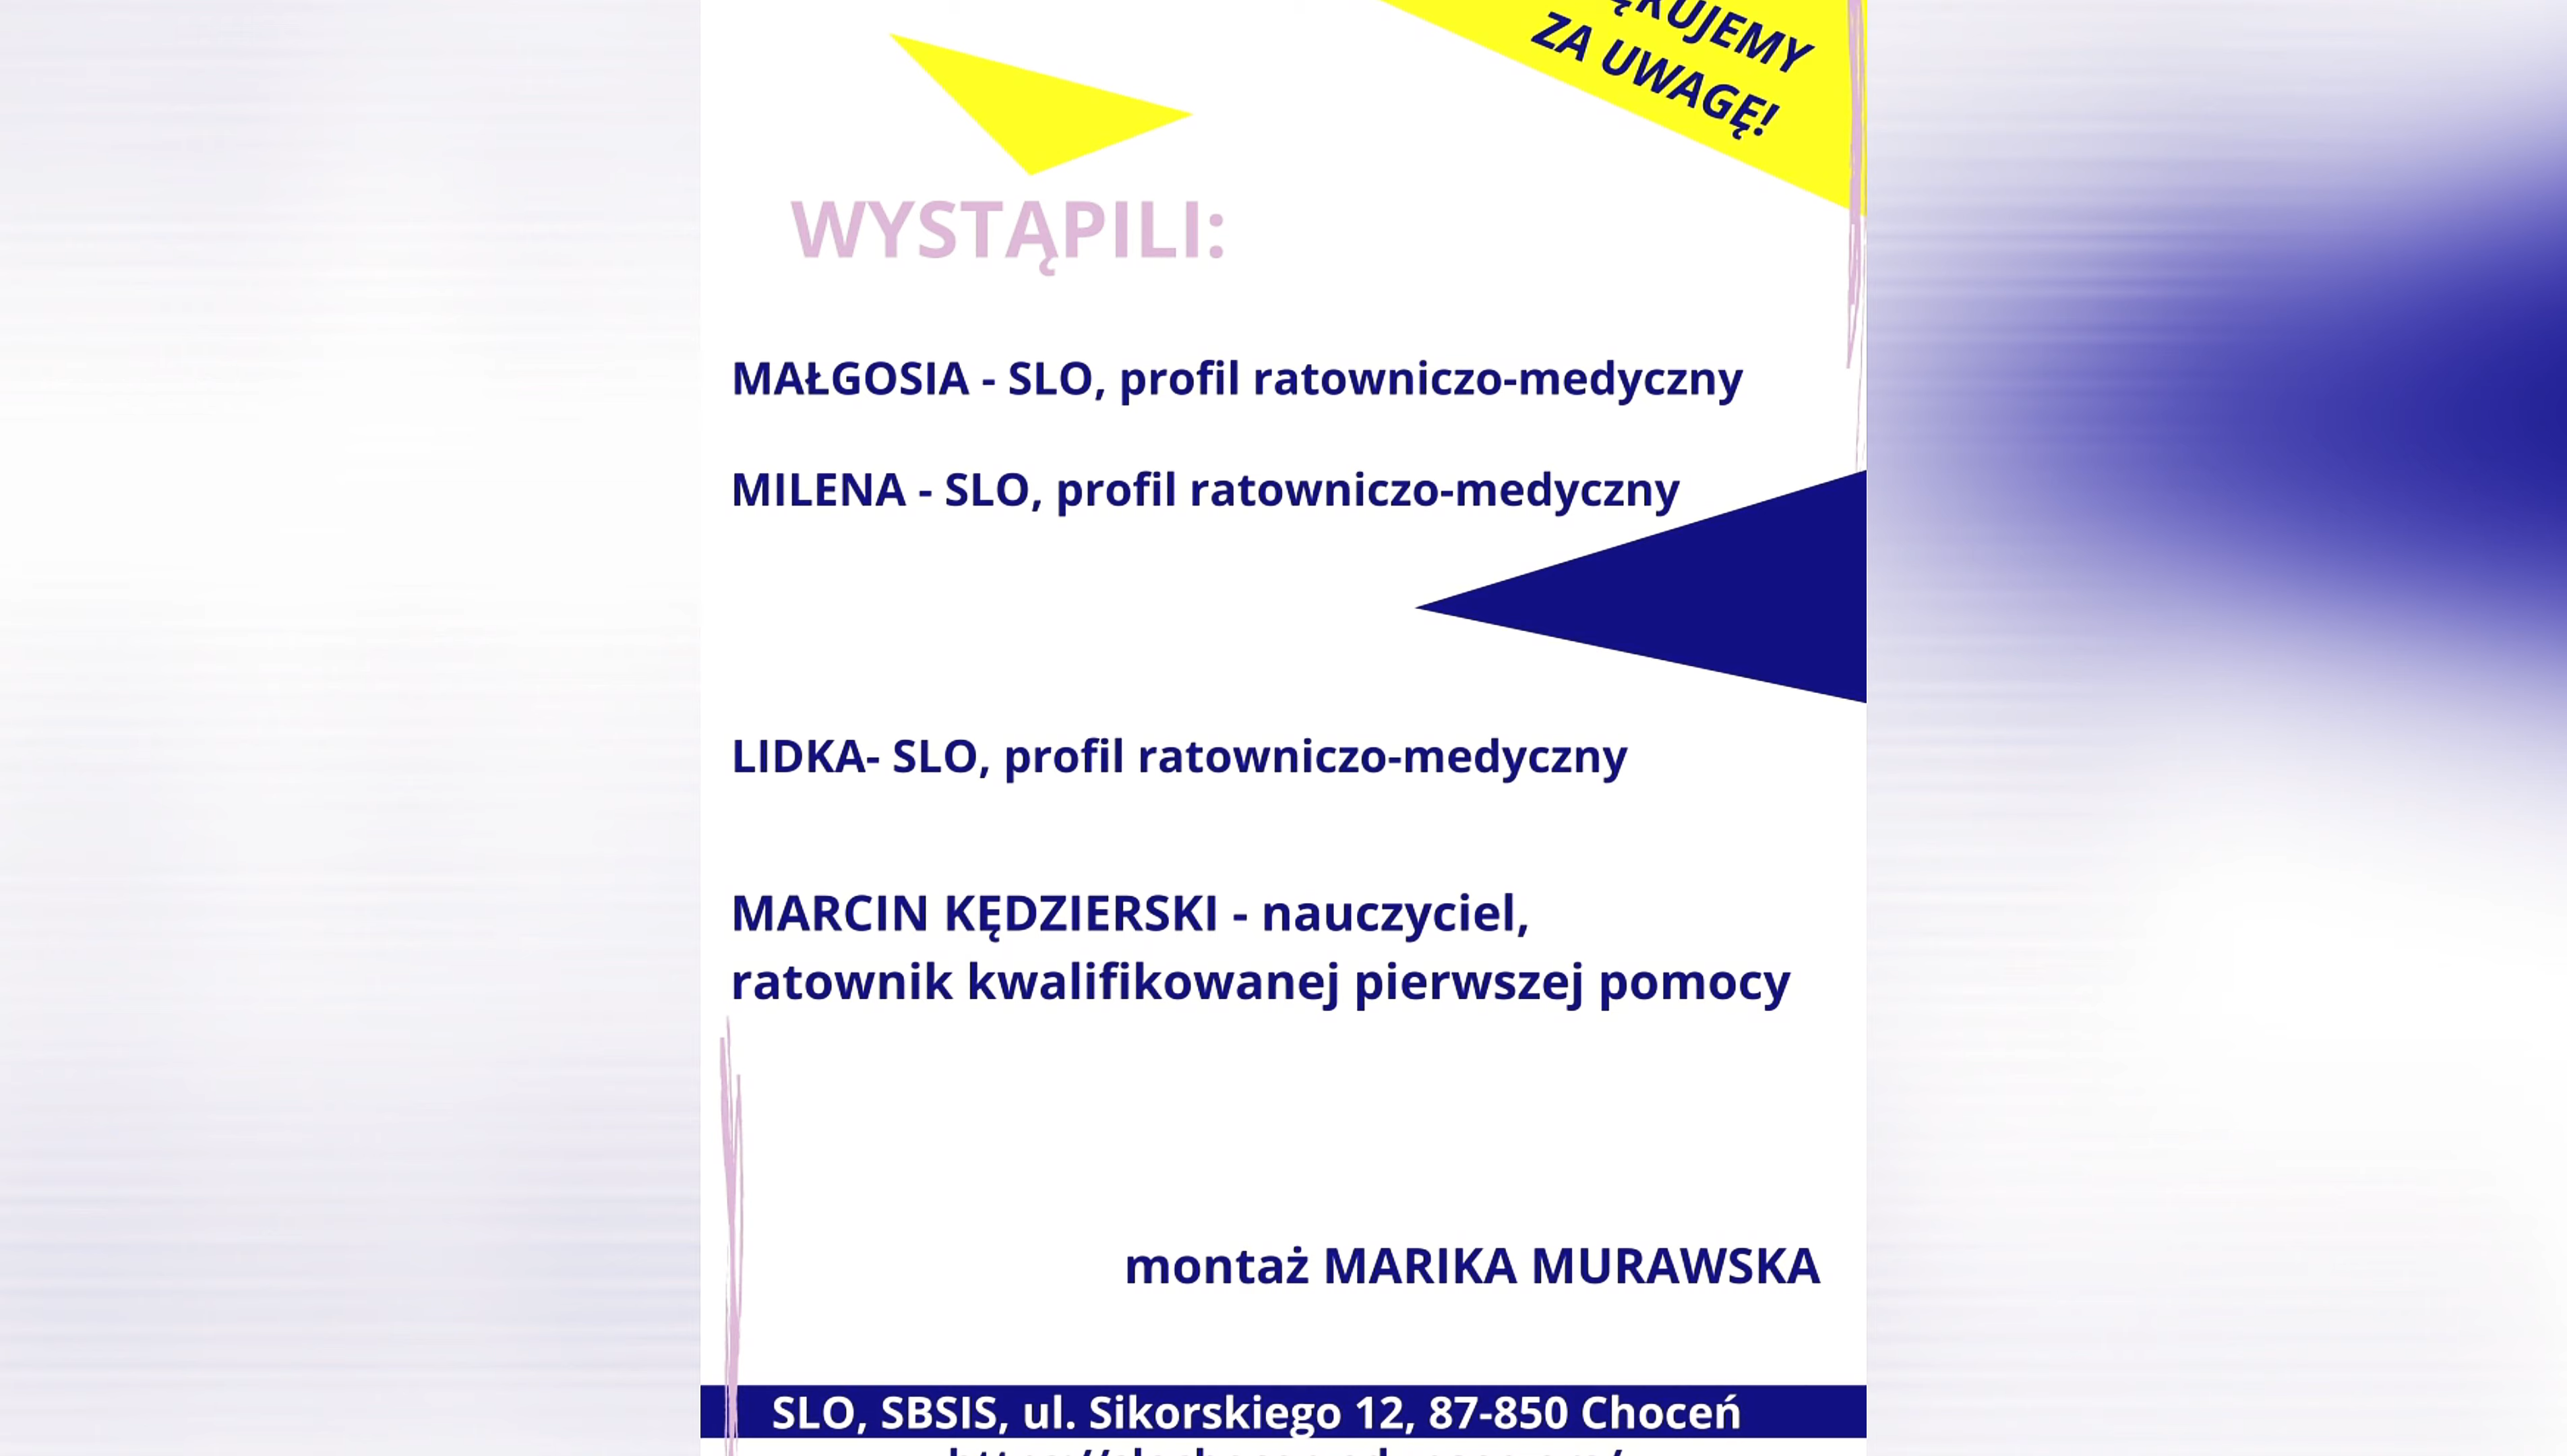 ZA UWAGĘ!
WYSTĄPILI:
MAŁGOSIA - SLO, profil ratowniczo-medyczny
MILENA - SLO, profil ratowniczo-medyczny
LIDKA- SLO, profil ratowniczo-medyczny
MARCIN KĘDZIERSKI - nauczyciel,
ratownik kwalifikowanej pierwszej pomocy
montaż MARIKA MURAWSKA
SLO, SBSIS, ul. Sikorskiego 12, 87-850 Choceń